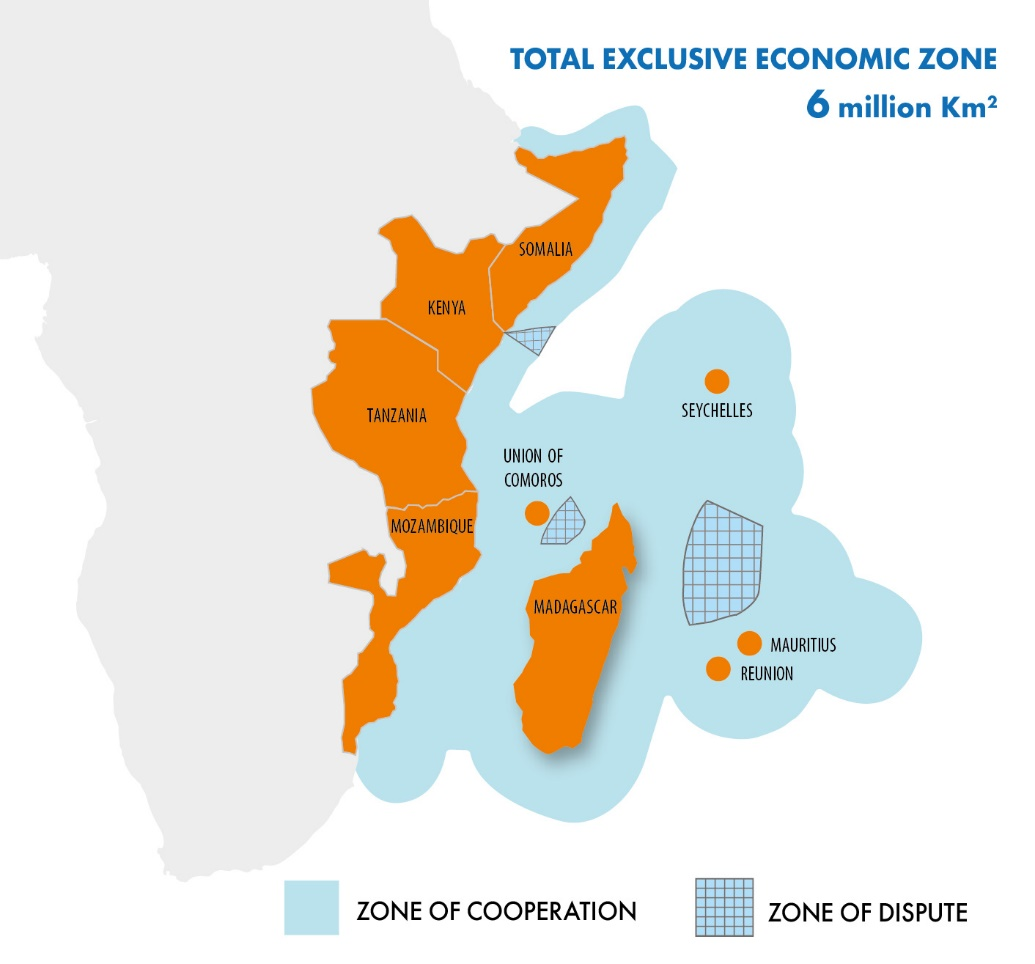 TOTAL EXCLUSIVE ECONOMIC ZONE
6 million Km²
SOMALIA
KENYA
TANZANIA
SEYCHELLES
UNION OF
COMOROS
MOZAMBIQUE
MADAGASCAR
MAURITIUS
REUNION
ZONE OF COOPERATION
ZONE OF DISPUTE